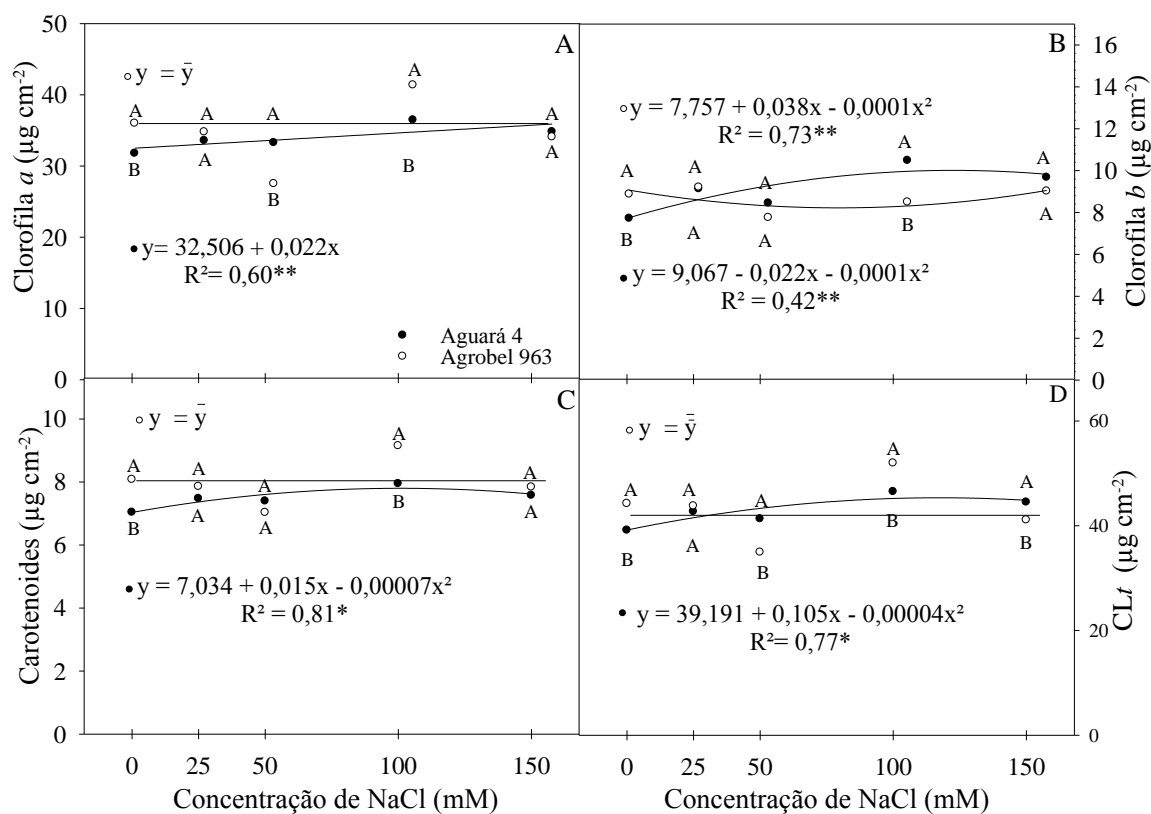 50
A
Clorofila a (µg cm-2)
y = ȳ
A A A A A
40
30
B A B B A
y= 32,506 + 0,022x
R²= 0,60**
20
10
Aguará 4
Agrobel 963
0
B
16
y = 7,757 + 0,038x - 0,0001x²
R² = 0,73**
14
12
A A A A A
10
8
B A A B A
Clorofila b (µg cm-2)
y = 9,067 - 0,022x - 0,0001x²
R² = 0,42**
6
4
2
0
C
10
y = ȳ
A A A A A
8
B A A B A
Carotenoides (µg cm-2)
6
y = 7,034 + 0,015x - 0,00007x²
R² = 0,81*
4
2
0
0 25 50 100 150
Concentração de NaCl (mM)
D
60
y = ȳ
A A A A A
40
B A B B B
CLt (µg cm-2)
y = 39,191 + 0,105x - 0,00004x²
R²= 0,77*
20
0
0 25 50 100 150
Concentração de NaCl (mM)